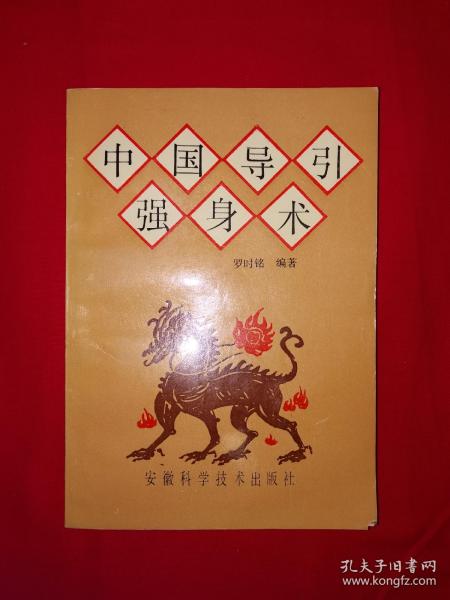 中国导引
强身术
罗时铭 编著
安徽科学技术出版社
孔夫子旧书网
www.kongfz.com